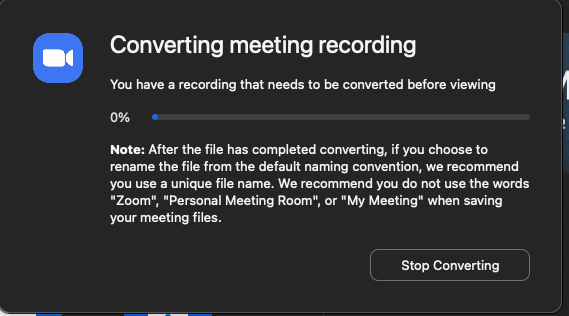 Converting meeting recording
You have a recording that needs to be converted before viewing
0%
Note: After the file has completed converting, if you choose to
rename the file from the default naming convention, we recommend
you use a unique file name. We recommend you do not use the words
"Zoom", "Personal Meeting Room", or "My Meeting" when saving
your meeting files.
Stop Converting